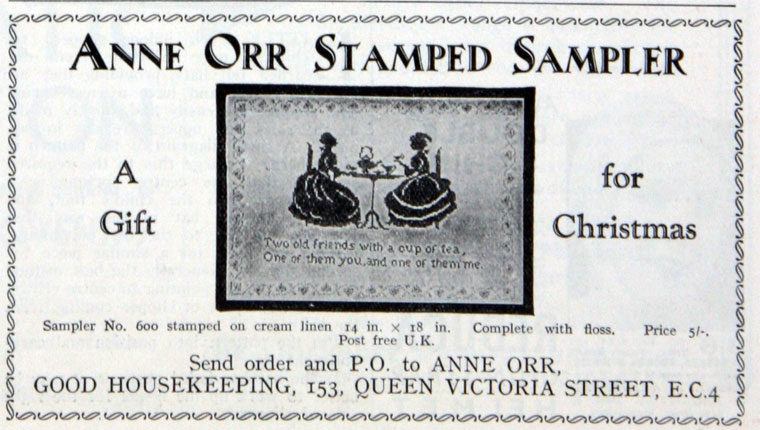 ANNE ORR STAMPED SAMPLER
A
Gift
for
Christmas
Two old friends with a cup of tea,
One of them you, and one of them me.
Sampler No. 600 stamped on cream linen 14 in. × 18 in. Complete with floss. Price 5/-.
Post free U.K.
Send order and P.O. to ANNE ORR,
GOOD HOUSEKEEPING, 153, QUEEN VICTORIA STREET, E.C.4